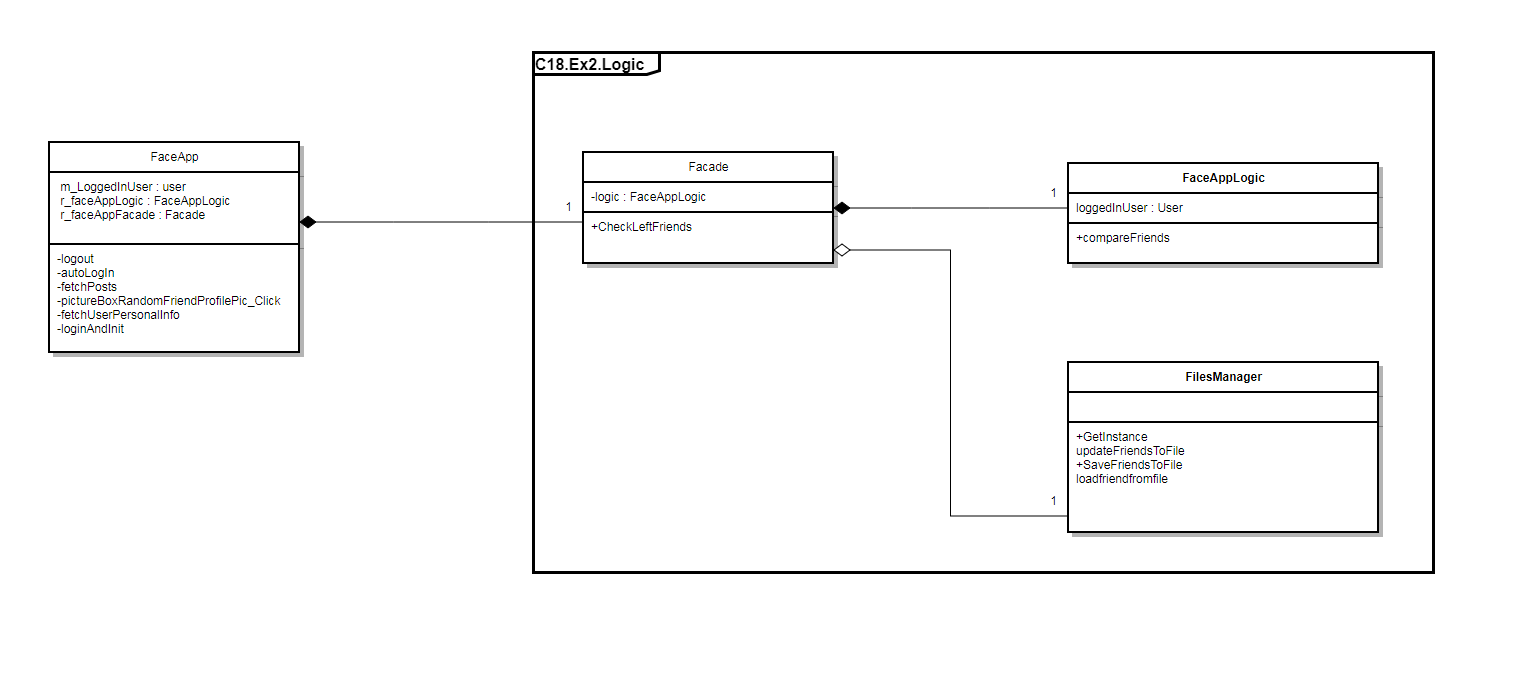 C18.Ex2.Logic
FaceApp
m_LoggedInUser : user
r_faceAppLogic : FaceAppLogic
r_faceAppFacade : Facade
-logout
-autoLogIn
-fetchPosts
-pictureBoxRandomFriendProfilePic_Click
-fetchUserPersonalInfo
-loginAndInit
1
Facade
-logic : FaceAppLogic
+CheckLeftFriends
1
FaceAppLogic
loggedInUser : User
+compareFriends
1
FilesManager
+GetInstance
updateFriendsToFile
+SaveFriendsToFile
loadfriendfromfile